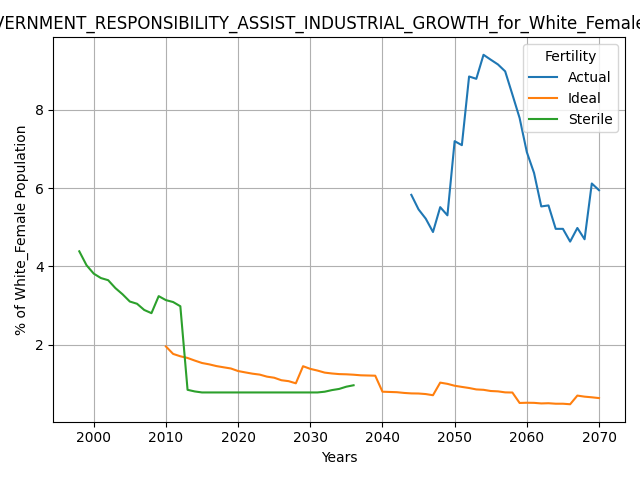 VERNMENT_RESPONSIBILITY_ASSIST_INDUSTRIAL_GROWTH_for_White_Female
Fertility
Actual
Ideal
Sterile
% of White_Female Population
8
6
4
2
2000 2010 2020 2030 2040 2050 2060 2070
Years